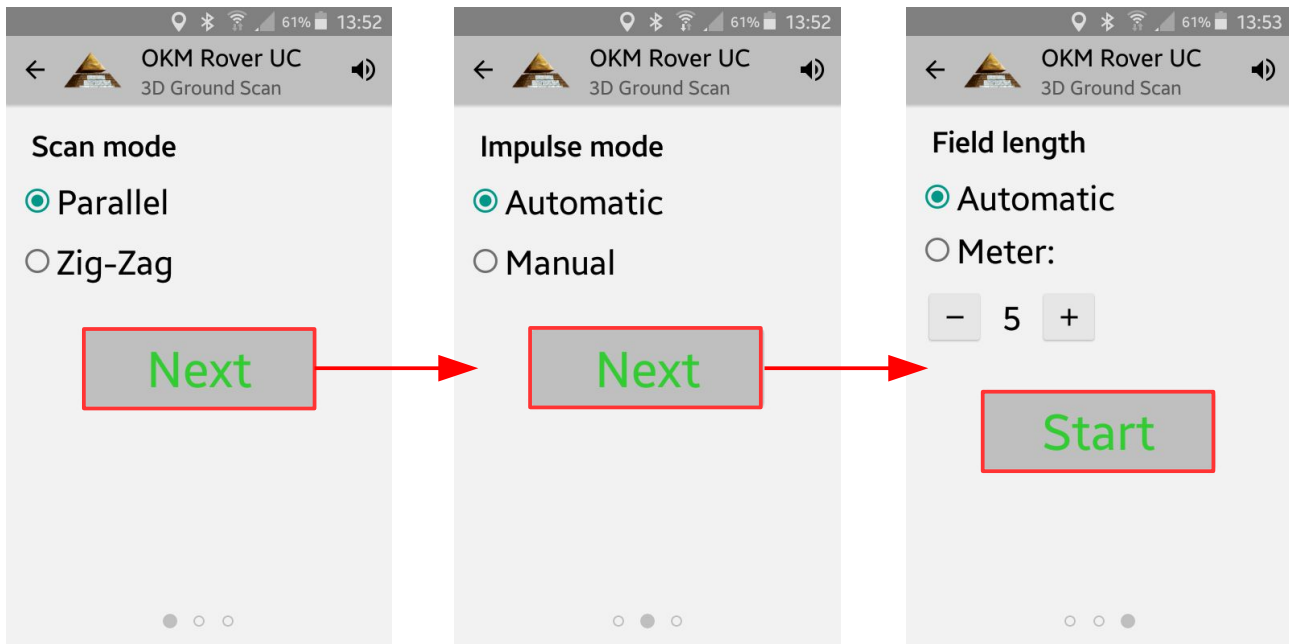 61% 13:52
OKM Rover UC
3D Ground Scan
Scan mode
Parallel
Zig-Zag
Next
61% 13:52
OKM Rover UC
3D Ground Scan
Impulse mode
Automatic
Manual
Next
61% 13:53
OKM Rover UC
3D Ground Scan
Field length
Automatic
Meter:
− 5 +
Start